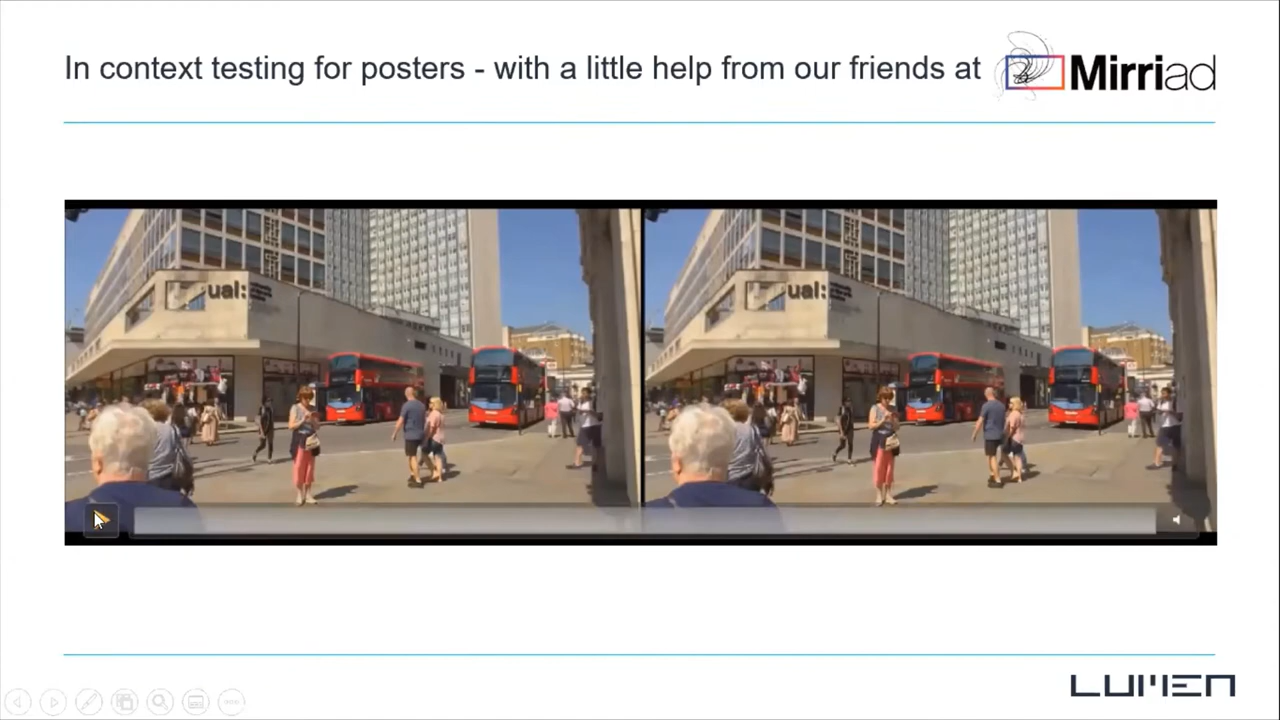 In context testing for posters - with a little help from our friends at Mirriad
ual:
ual:
LUMEN